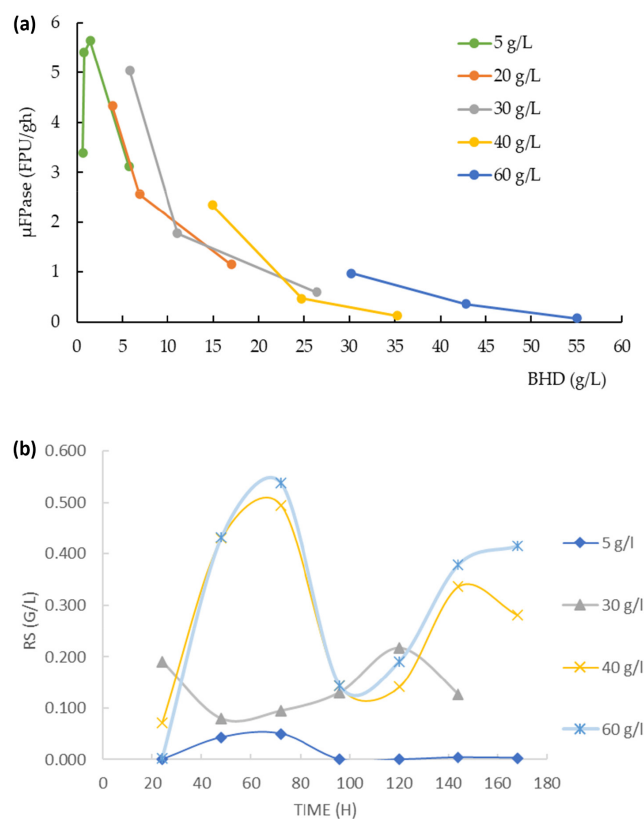 (a)
6
5
4
3
2
1
0
μFPase (FPU/gh)
0 5 10 15 20 25 30 35 40 45 50 55 60
BHD (g/L)
5 g/L
20 g/L
30 g/L
40 g/L
60 g/L
(b)
0.600
0.500
0.400
0.300
0.200
0.100
0.000
RS (G/L)
0 20 40 60 80 100 120 140 160 180
TIME (H)
5 g/l
30 g/l
40 g/l
60 g/l